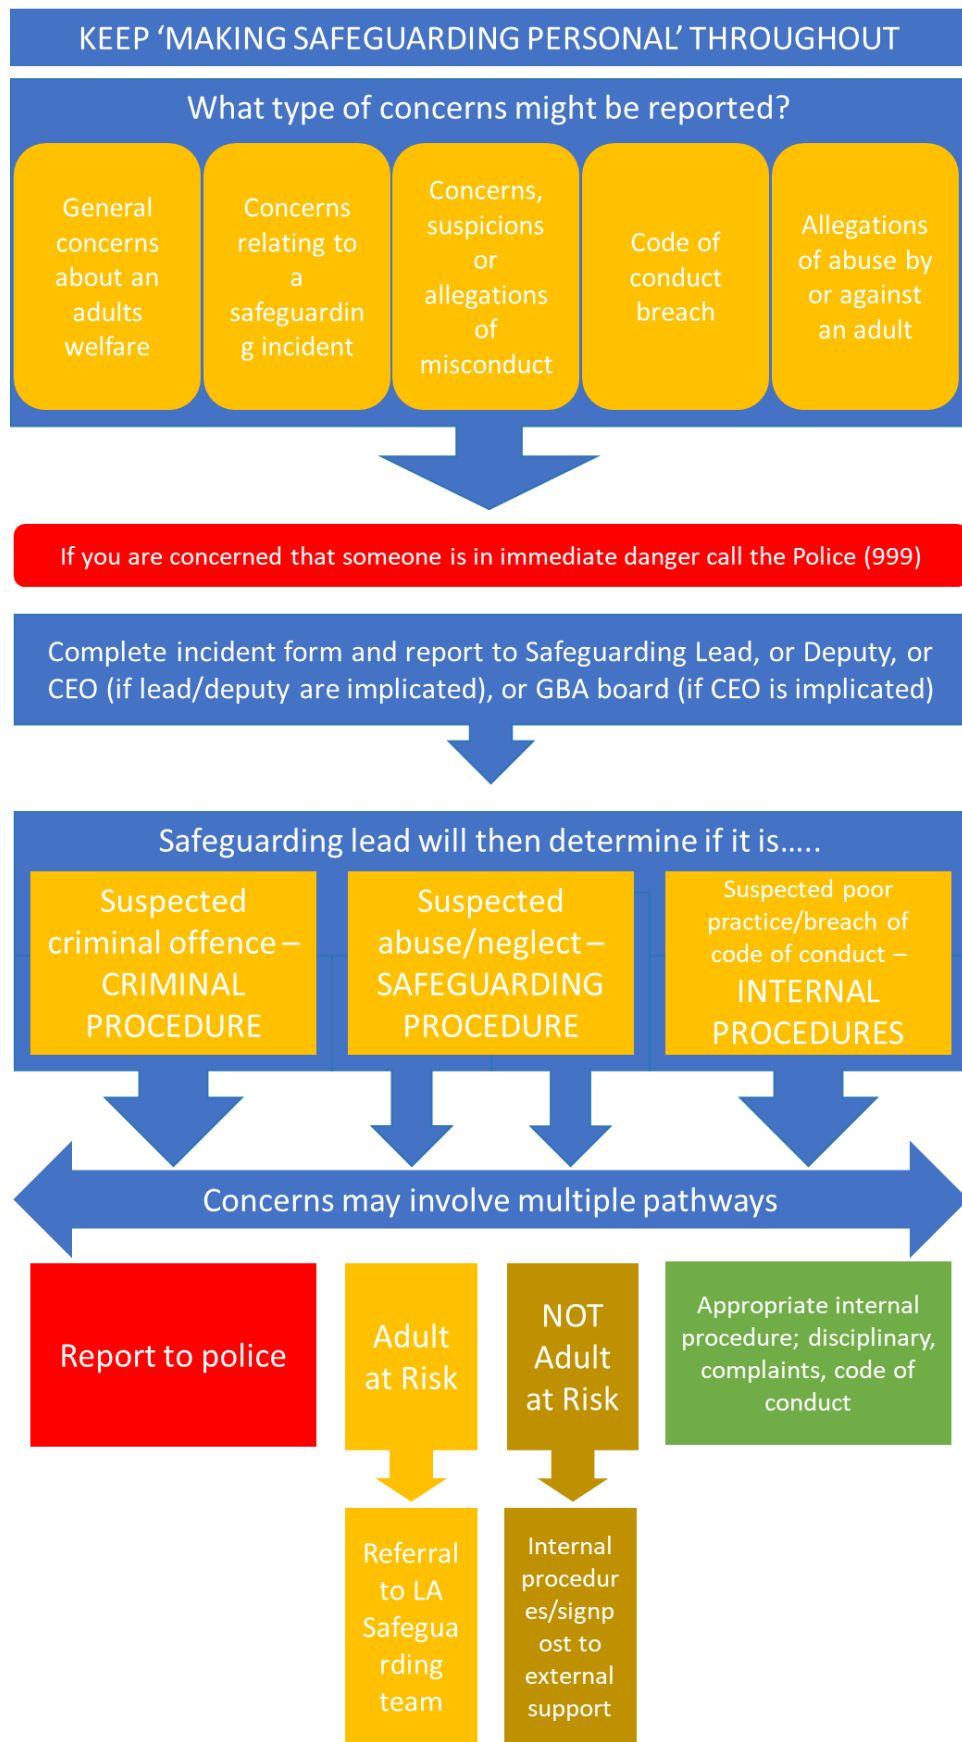 KEEP ‘MAKING SAFEGUARDING PERSONAL’ THROUGHOUT
What type of concerns might be reported?
General
concerns
about an
adults
welfare
Concerns
relating to
a
safeguardin
g incident
Concerns,
suspicions
or
allegations
of
misconduct
Code of
conduct
breach
Allegations
of abuse by
or against
an adult
If you are concerned that someone is in immediate danger call the Police (999)
Complete incident form and report to Safeguarding Lead, or Deputy, or
CEO (if lead/deputy are implicated), or GBA board (if CEO is implicated)
Safeguarding lead will then determine if it is.....
Suspected
criminal offence –
CRIMINAL
PROCEDURE
Suspected
abuse/neglect –
SAFEGUARDING
PROCEDURE
Suspected poor
practice/breach of
code of conduct –
INTERNAL
PROCEDURES
Concerns may involve multiple pathways
Report to police
Adult
at Risk
NOT
Adult
at Risk
Appropriate internal
procedure; disciplinary,
complaints, code of
conduct
Referral
to LA
Safegua
rding
team
Internal
procedur
es/signp
ost to
external
support